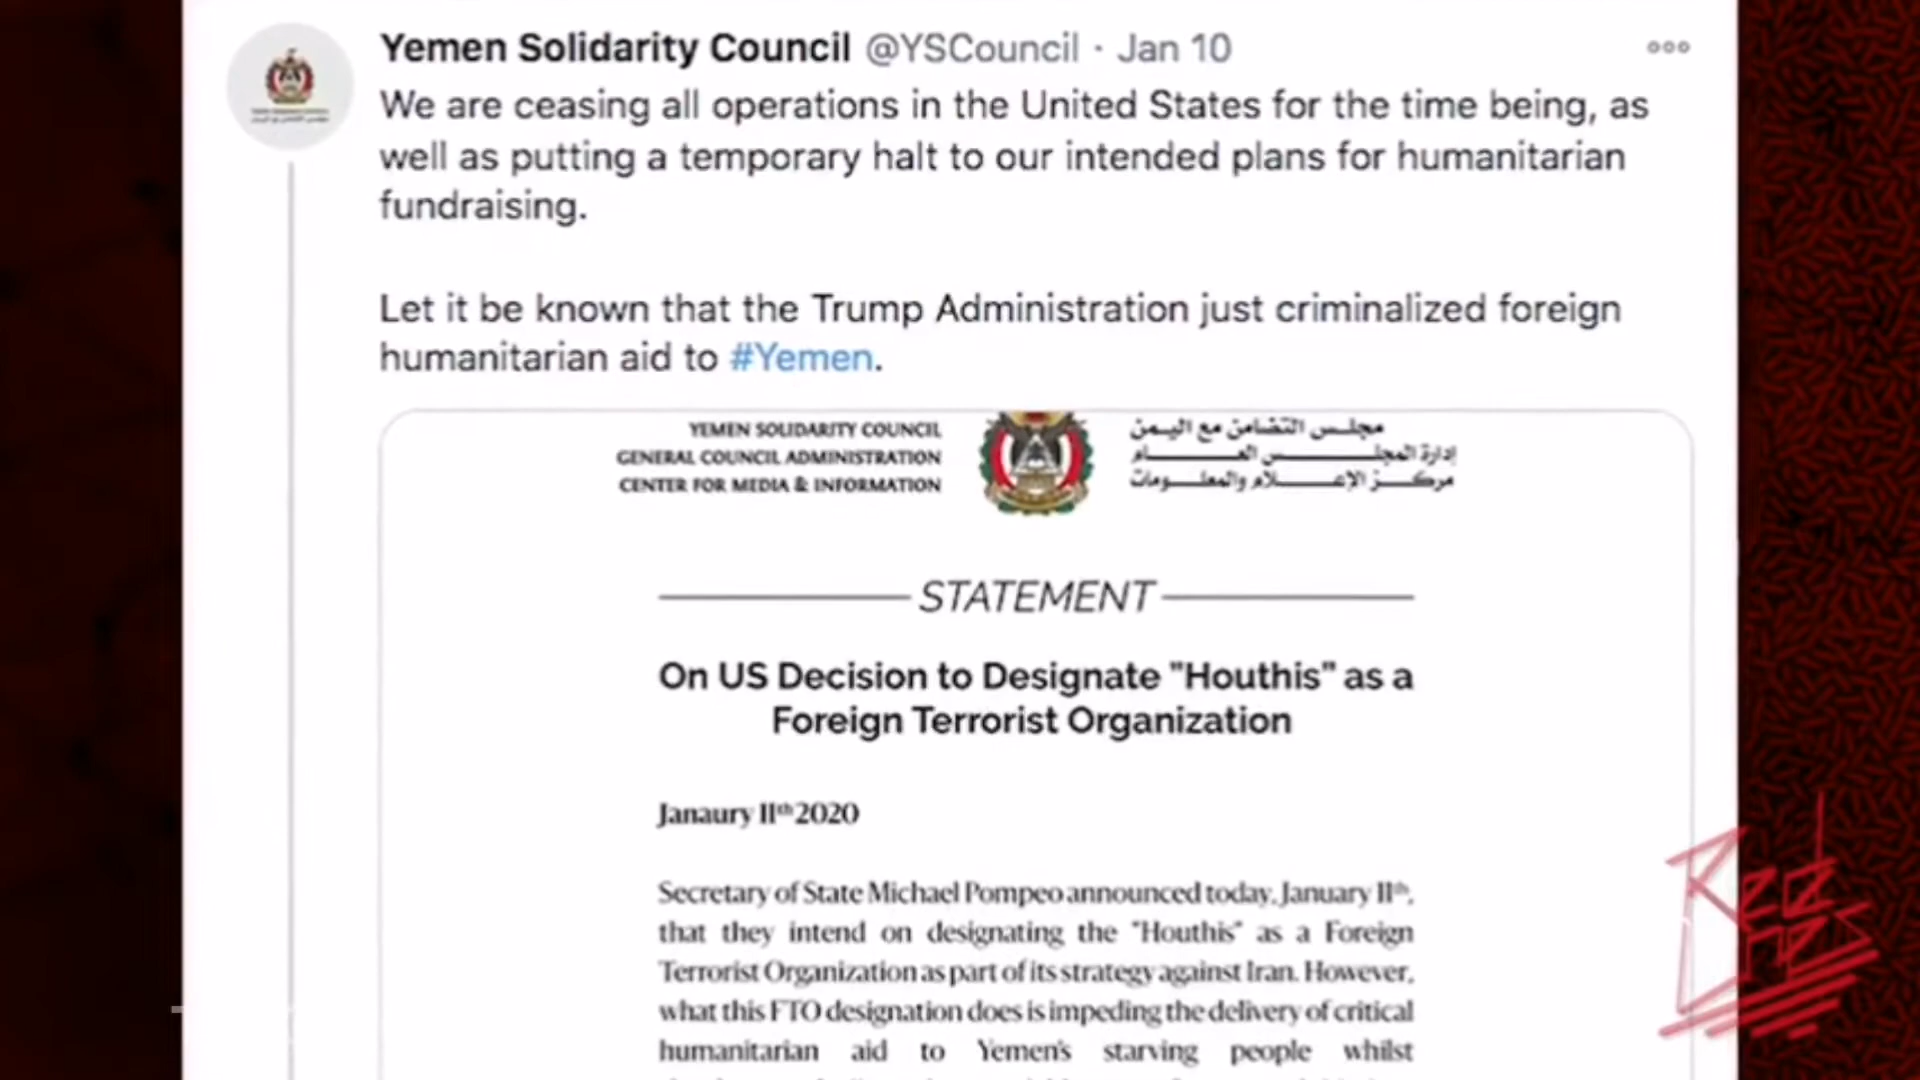 Yemen Solidarity Council @YSCouncil · Jan 10
We are ceasing all operations in the United States for the time being, as
well as putting a temporary halt to our intended plans for humanitarian
fundraising.
Let it be known that the Trump Administration just criminalized foreign
humanitarian aid to #Yemen.
YEMEN SOLIDARITY COUNCIL
GENERAL COUNCIL ADMINISTRATION
CENTER FOR MEDIA & INFORMATION
مجلس التضامن مع اليمن
إدارة المجلس العام
مركز الإعلام والمعلومات
STATEMENT
On US Decision to Designate "Houthis" as a
Foreign Terrorist Organization
Janaury 11th 2020
Secretary of State Michael Pompeo announced today, January 11th,
that they intend on designating the "Houthis" as a Foreign
Terrorist Organization as part of its strategy against Iran. However,
what this FTO designation does is impeding the delivery of critical
humanitarian aid to Yemen's starving people whilst
Red
Lines